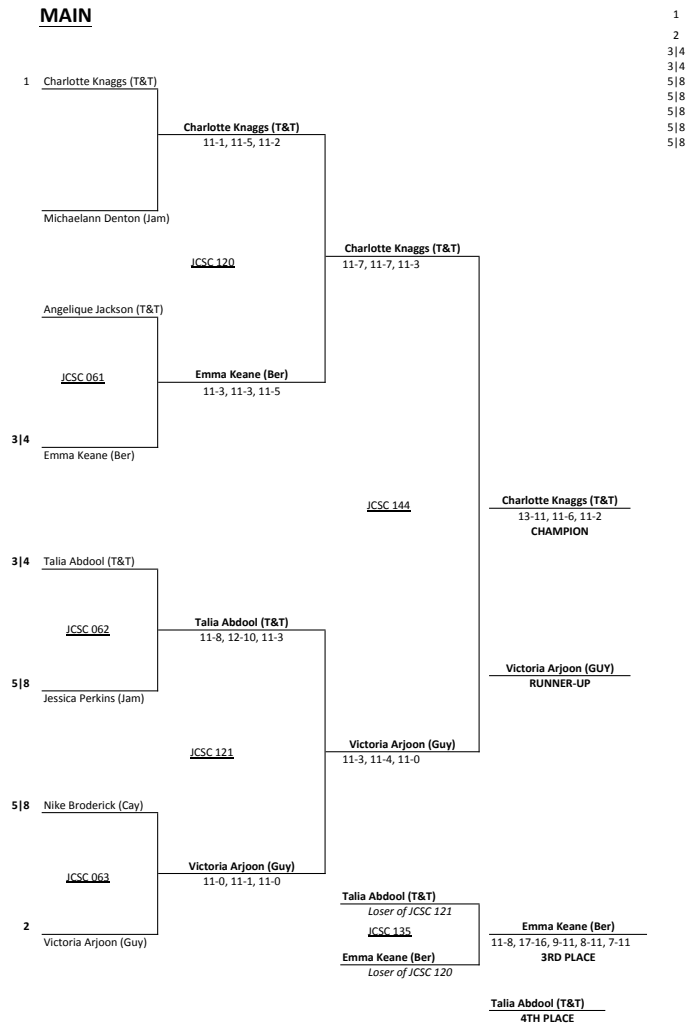 MAIN
1
2
3|4
3|4
5|8
5|8
5|8
5|8
5|8
1 Charlotte Knaggs (T&T)
Charlotte Knaggs (T&T)
11-1, 11-5, 11-2
Michaelann Denton (Jam)
JCSC 120
Charlotte Knaggs (T&T)
11-7, 11-7, 11-3
Angelique Jackson (T&T)
JCSC 061
Emma Keane (Ber)
11-3, 11-3, 11-5
3|4
Emma Keane (Ber)
JCSC 144
Charlotte Knaggs (T&T)
13-11, 11-6, 11-2
CHAMPION
3|4 Talia Abdool (T&T)
JCSC 062
Talia Abdool (T&T)
11-8, 12-10, 11-3
Victoria Arjoon (GUY)
RUNNER-UP
5|8
Jessica Perkins (Jam)
JCSC 121
Victoria Arjoon (Guy)
11-3, 11-4, 11-0
5|8 Nike Broderick (Cay)
JCSC 063
Victoria Arjoon (Guy)
11-0, 11-1, 11-0
2
Victoria Arjoon (Guy)
Talia Abdool (T&T)
Loser of JCSC 121
JCSC 135
Emma Keane (Ber)
11-8, 17-16, 9-11, 8-11, 7-11
3RD PLACE
Emma Keane (Ber)
Loser of JCSC 120
Talia Abdool (T&T)
4TH PLACE